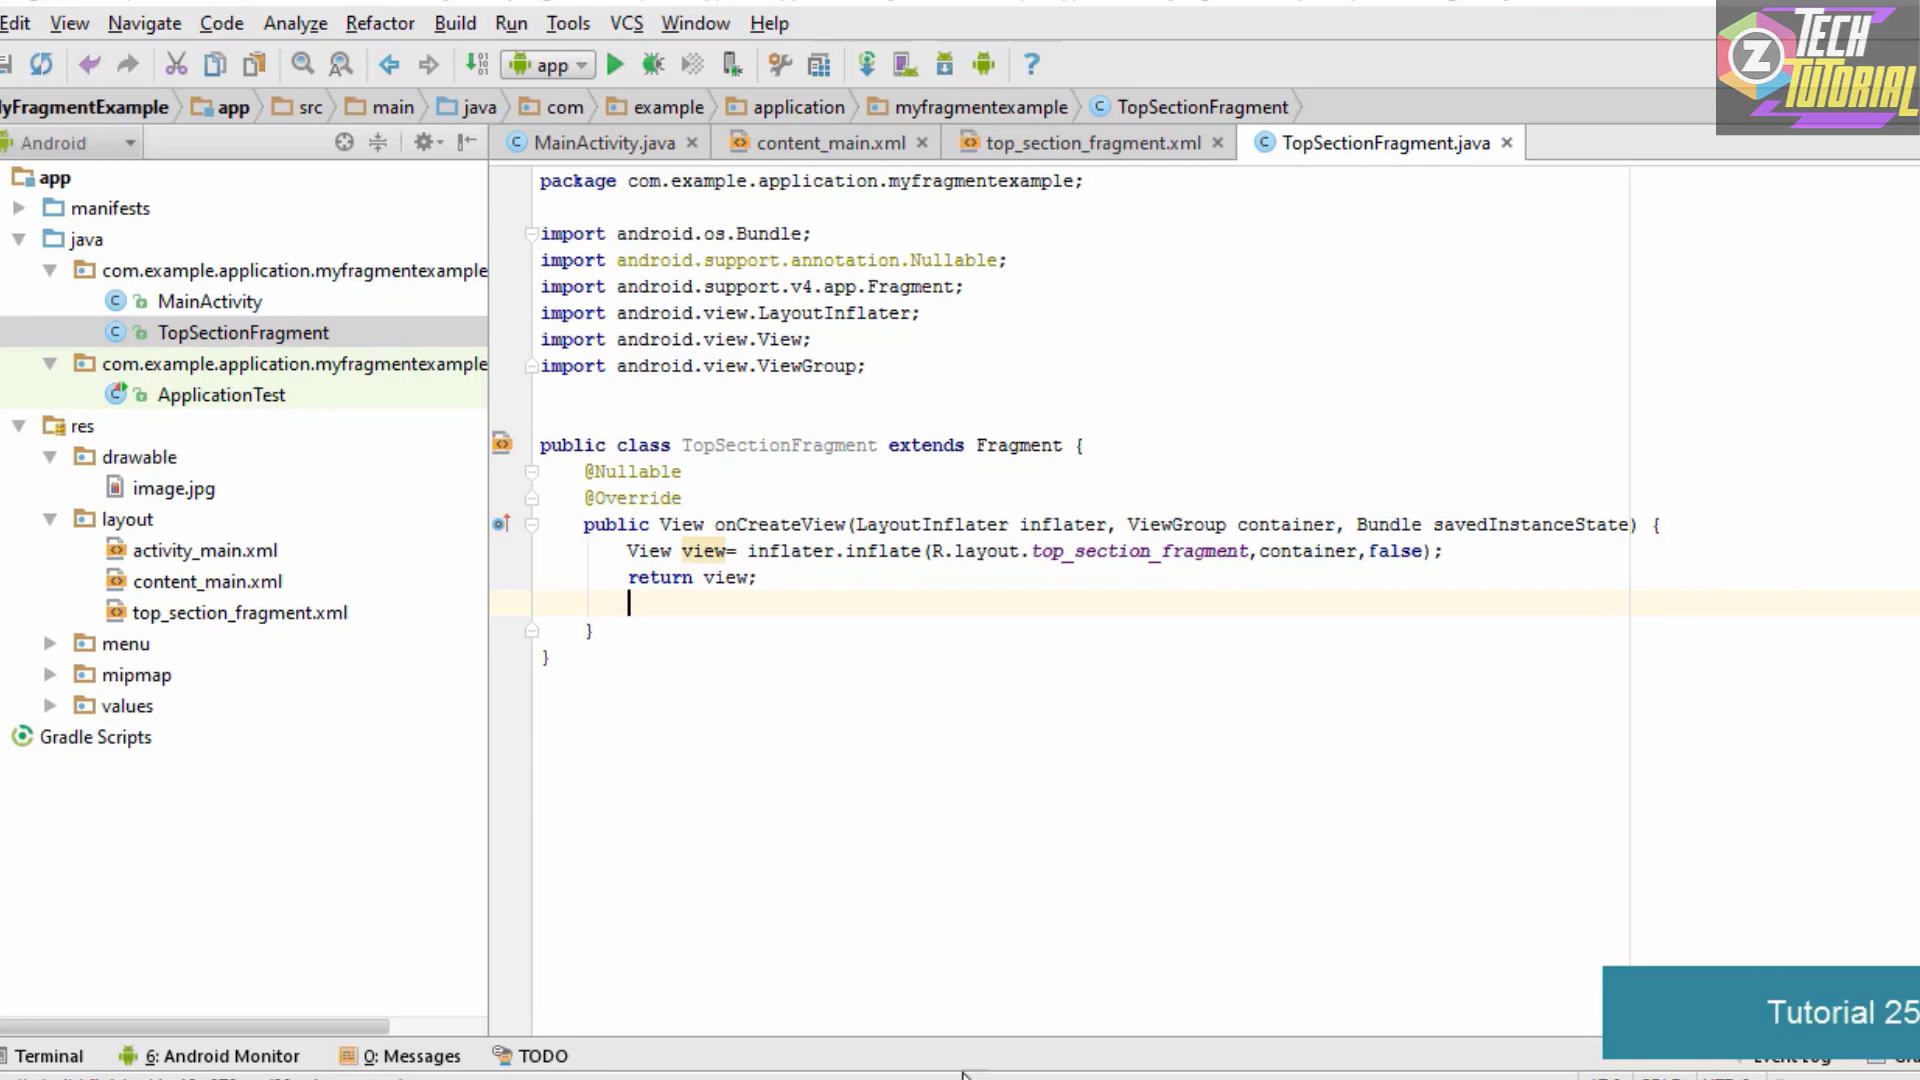 Edit View Navigate Code Analyze Refactor Build Run Tools VCS Window Help
app
Z TECH TUTORIAL
yFragmentExample app src main java com example application myfragmentexample TopSectionFragment
Android
MainActivity.java content_main.xml top_section_fragment.xml TopSectionFragment.java
app
manifests
java
com.example.application.myfragmentexample
MainActivity
TopSectionFragment
com.example.application.myfragmentexample
ApplicationTest
res
drawable
image.jpg
layout
activity_main.xml
content_main.xml
top_section_fragment.xml
menu
mipmap
values
Gradle Scripts
package com.example.application.myfragmentexample;
import android.os.Bundle;
import android.support.annotation.Nullable;
import android.support.v4.app.Fragment;
import android.view.LayoutInflater;
import android.view.View;
import android.view.ViewGroup;
public class TopSectionFragment extends Fragment {
@Nullable
@Override
public View onCreateView(LayoutInflater inflater, ViewGroup container, Bundle savedInstanceState) {
View view= inflater.inflate(R.layout.top_section_fragment,container,false);
return view;
}
}
Tutorial 25
Terminal 6: Android Monitor 0: Messages TODO Event Log